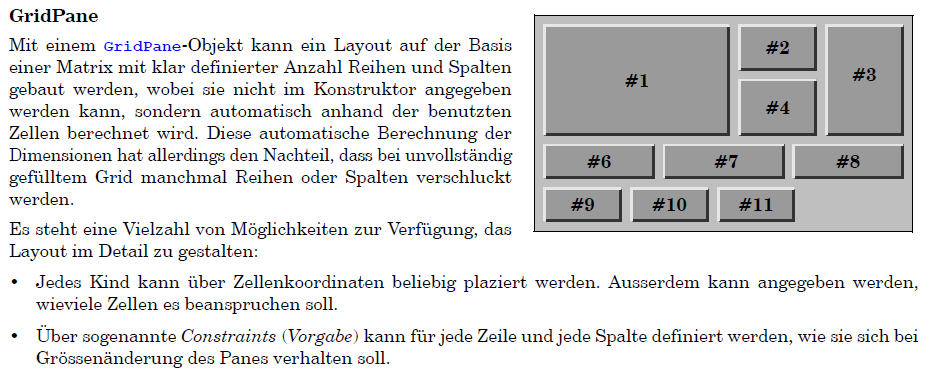 GridPane
Mit einem GridPane-Objekt kann ein Layout auf der Basis
einer Matrix mit klar definierter Anzahl Reihen und Spalten
gebaut werden, wobei sie nicht im Konstruktor angegeben
werden kann, sondern automatisch anhand der benutzten
Zellen berechnet wird. Diese automatische Berechnung der
Dimensionen hat allerdings den Nachteil, dass bei unvollständig
gefülltem Grid manchmal Reihen oder Spalten verschluckt
werden.
Es steht eine Vielzahl von Möglichkeiten zur Verfügung, das
Layout im Detail zu gestalten:
#1
#2
#3
#4
#6
#7
#8
#9
#10
#11
• Jedes Kind kann über Zellenkoordinaten beliebig plaziert werden. Ausserdem kann angegeben werden,
wieviele Zellen es beanspruchen soll.
• Über sogenannte Constraints (Vorgabe) kann für jede Zeile und jede Spalte definiert werden, wie sie sich bei
Grössenänderung des Panes verhalten soll.